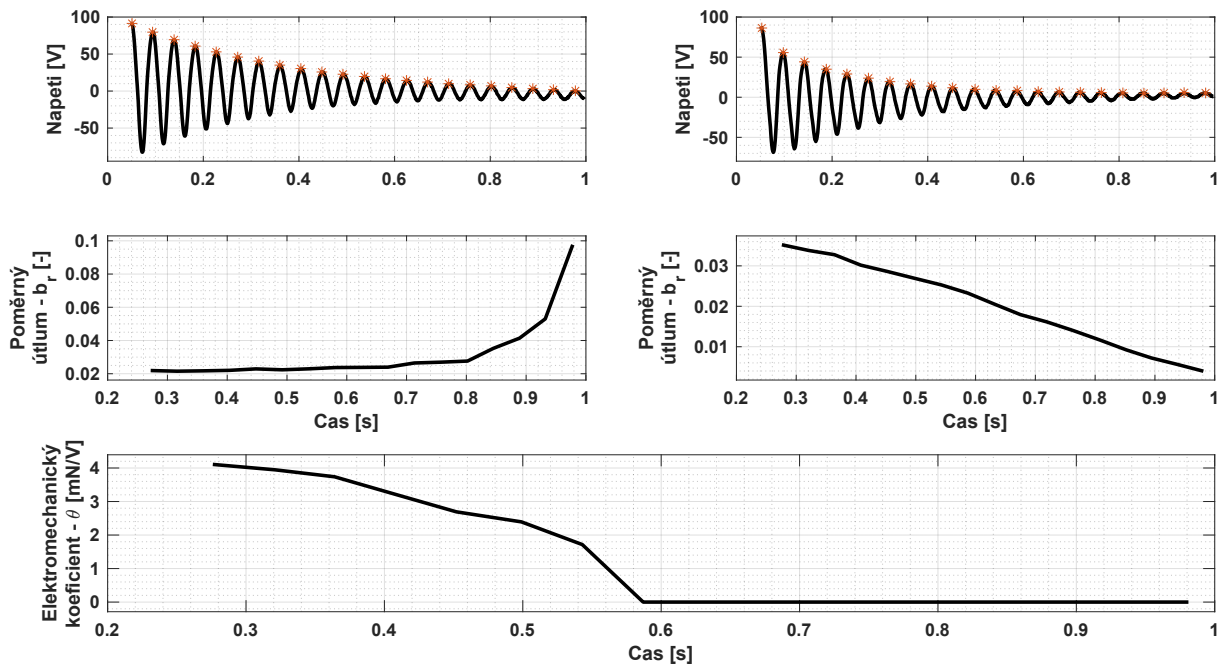 100
50
0
-50
Napeti [V]
0 0.2 0.4 0.6 0.8 1
100
50
0
-50
Napeti [V]
0 0.2 0.4 0.6 0.8 1
0.1
0.08
0.06
0.04
0.02
Poměrný
útlum - b_r [-]
0.2 0.3 0.4 0.5 0.6 0.7 0.8 0.9 1
Cas [s]
0.03
0.02
0.01
Poměrný
útlum - b_r [-]
0.2 0.3 0.4 0.5 0.6 0.7 0.8 0.9 1
Cas [s]
4
3
2
1
0
Elektromechanický
koeficient - θ [mN/V]
0.2 0.3 0.4 0.5 0.6 0.7 0.8 0.9 1
Cas [s]